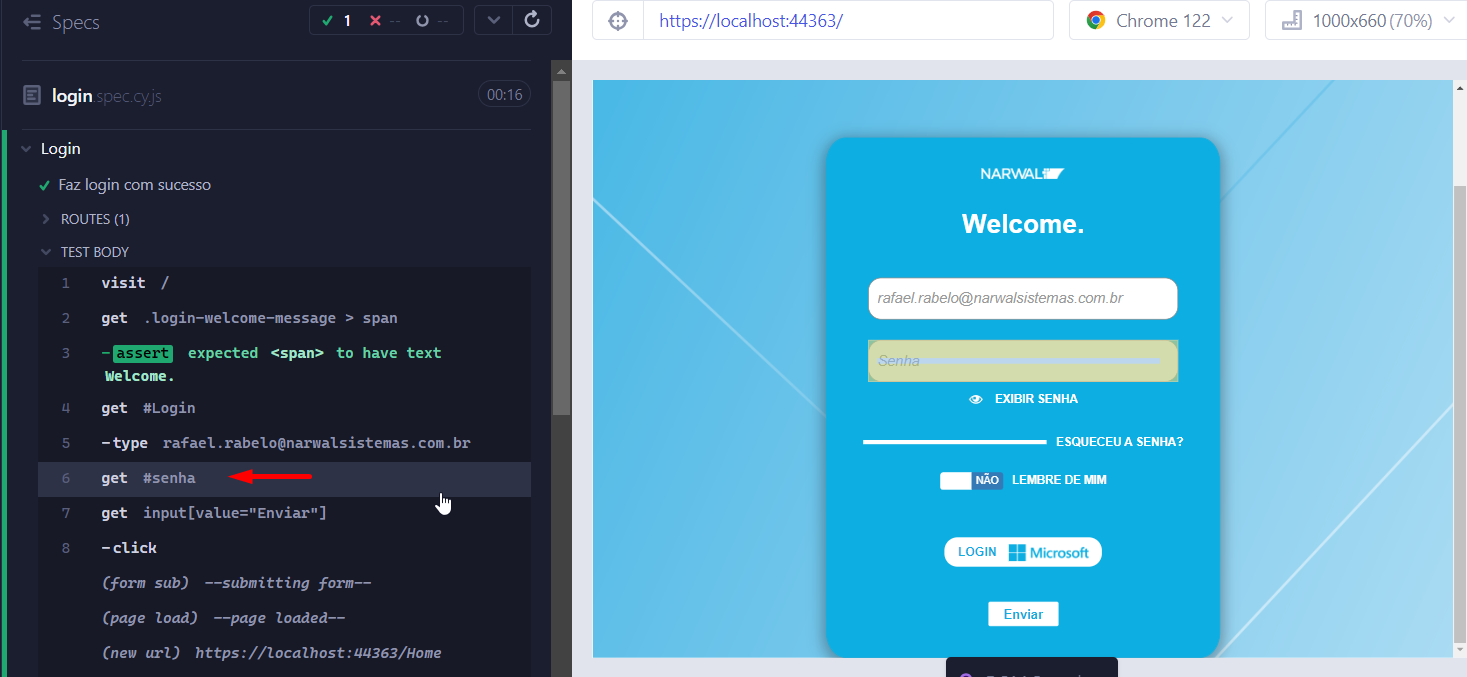 Specs
1 -- --
https://localhost:44363/
Chrome 122
1000x660 (70%)
login.spec.cy.js
00:16
Login
Faz login com sucesso
ROUTES (1)
TEST BODY
1 visit /
2 get .login-welcome-message > span
3 -assert expected <span> to have text
Welcome.
4 get #Login
5 -type rafael.rabelo@narwalsistemas.com.br
6 get #senha
7 get input[value="Enviar"]
8 -click
(form sub) --submitting form--
(page load) --page loaded--
(new url) https://localhost:44363/Home
NARWAL
Welcome.
rafael.rabelo@narwalsistemas.com.br
Senha
EXIBIR SENHA
ESQUECEU A SENHA?
NÃO LEMBRE DE MIM
LOGIN Microsoft
Enviar